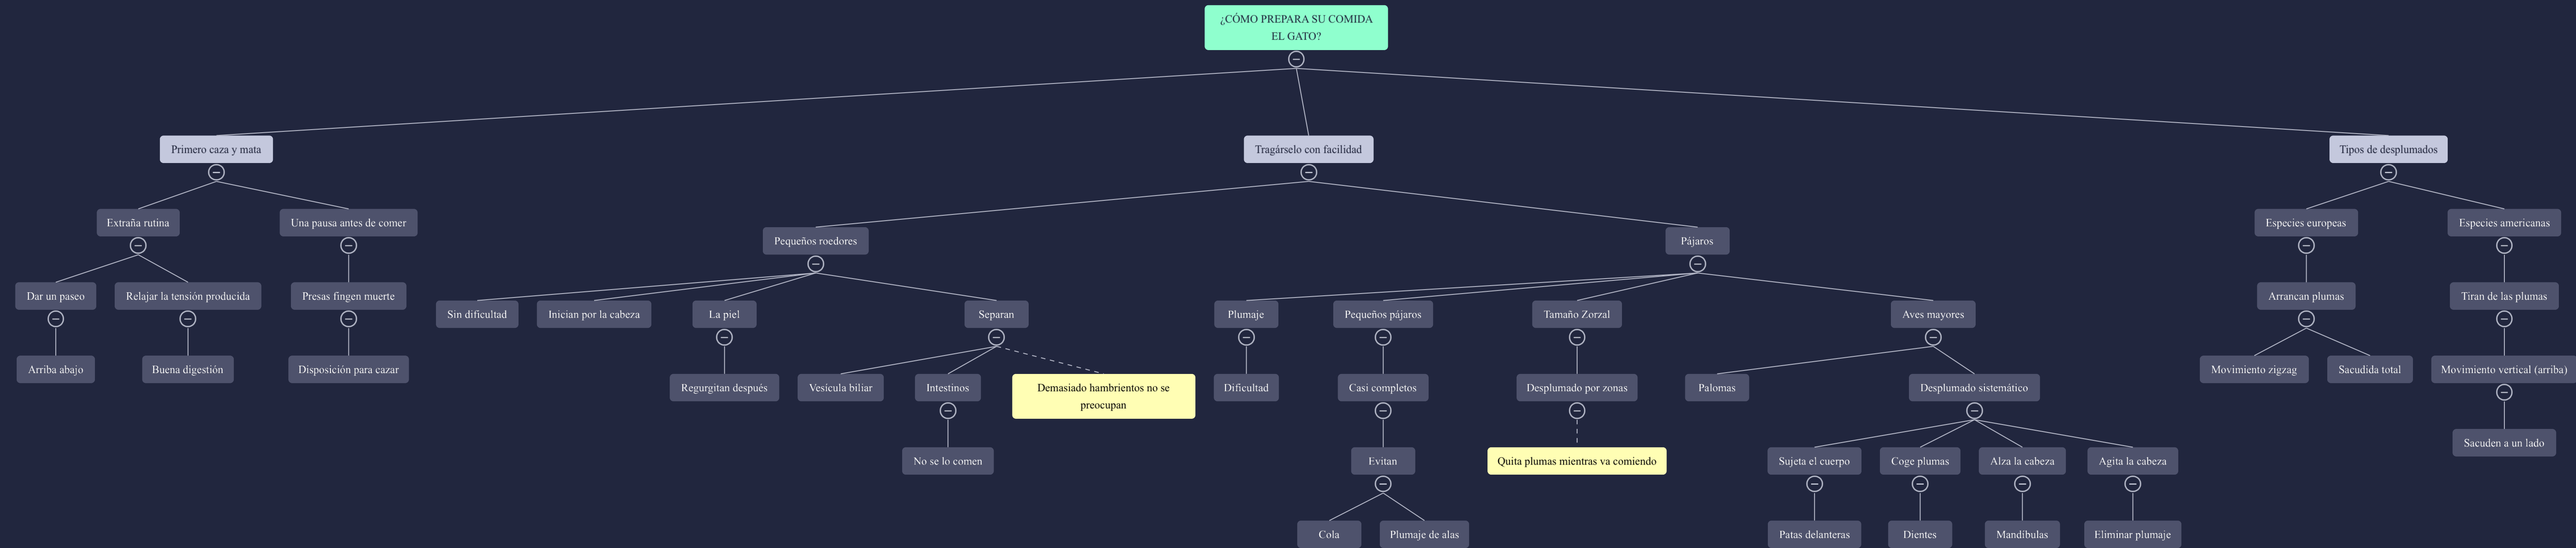 ¿CÓMO PREPARA SU COMIDA
EL GATO?
Primero caza y mata
Tragárselo con facilidad
Tipos de desplumados
Extraña rutina
Una pausa antes de comer
Especies europeas
Especies americanas
Pequeños roedores
Pájaros
Dar un paseo
Relajar la tensión producida
Presas fingen muerte
Arrancan plumas
Tiran de las plumas
Sin dificultad
Inician por la cabeza
La piel
Separan
Plumaje
Pequeños pájaros
Tamaño Zorzal
Aves mayores
Arriba abajo
Buena digestión
Disposición para cazar
Movimiento zigzag
Sacudida total
Movimiento vertical (arriba)
Regurgitan después
Vesícula biliar
Intestinos
Demasiado hambrientos no se
preocupan
Dificultad
Casi completos
Desplumado por zonas
Palomas
Desplumado sistemático
Sacuden a un lado
No se lo comen
Evitan
Quita plumas mientras va comiendo
Sujeta el cuerpo
Coge plumas
Alza la cabeza
Agita la cabeza
Cola
Plumaje de alas
Patas delanteras
Dientes
Mandíbulas
Eliminar plumaje